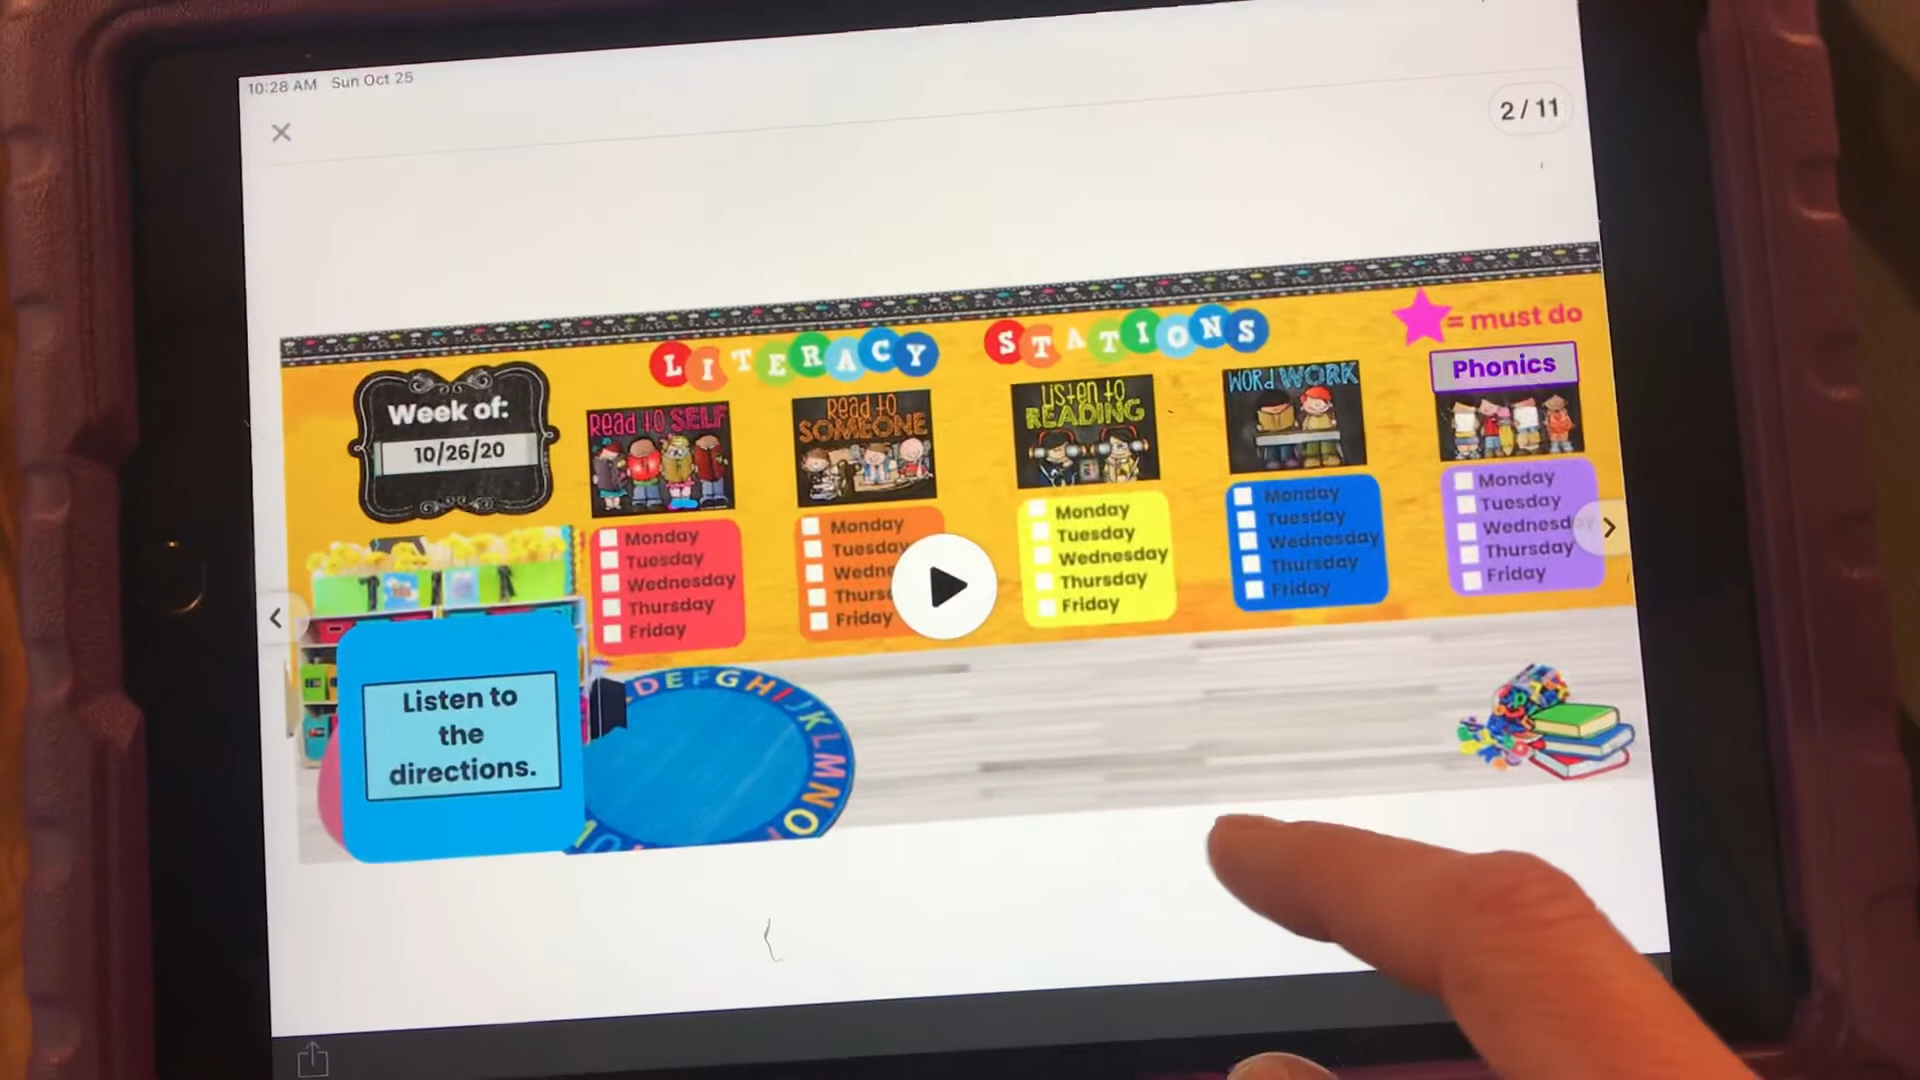 10:28 AM Sun Oct 25
2 / 11
LITERACY STATIONS
= must do
Week of:
10/26/20
Read to SELF
Read to
SOMEONE
Listen to
READING
WORD WORK
Phonics
Monday
Tuesday
Wednesday
Thursday
Friday
Monday
Tuesday
Friday
Monday
Tuesday
Wednesday
Thursday
Friday
Monday
Tuesday
Wednesday
Thursday
Friday
Monday
Tuesday
Wednesd
Thursday
Friday
Listen to
the
directions.
DEFGHIJKLMNO